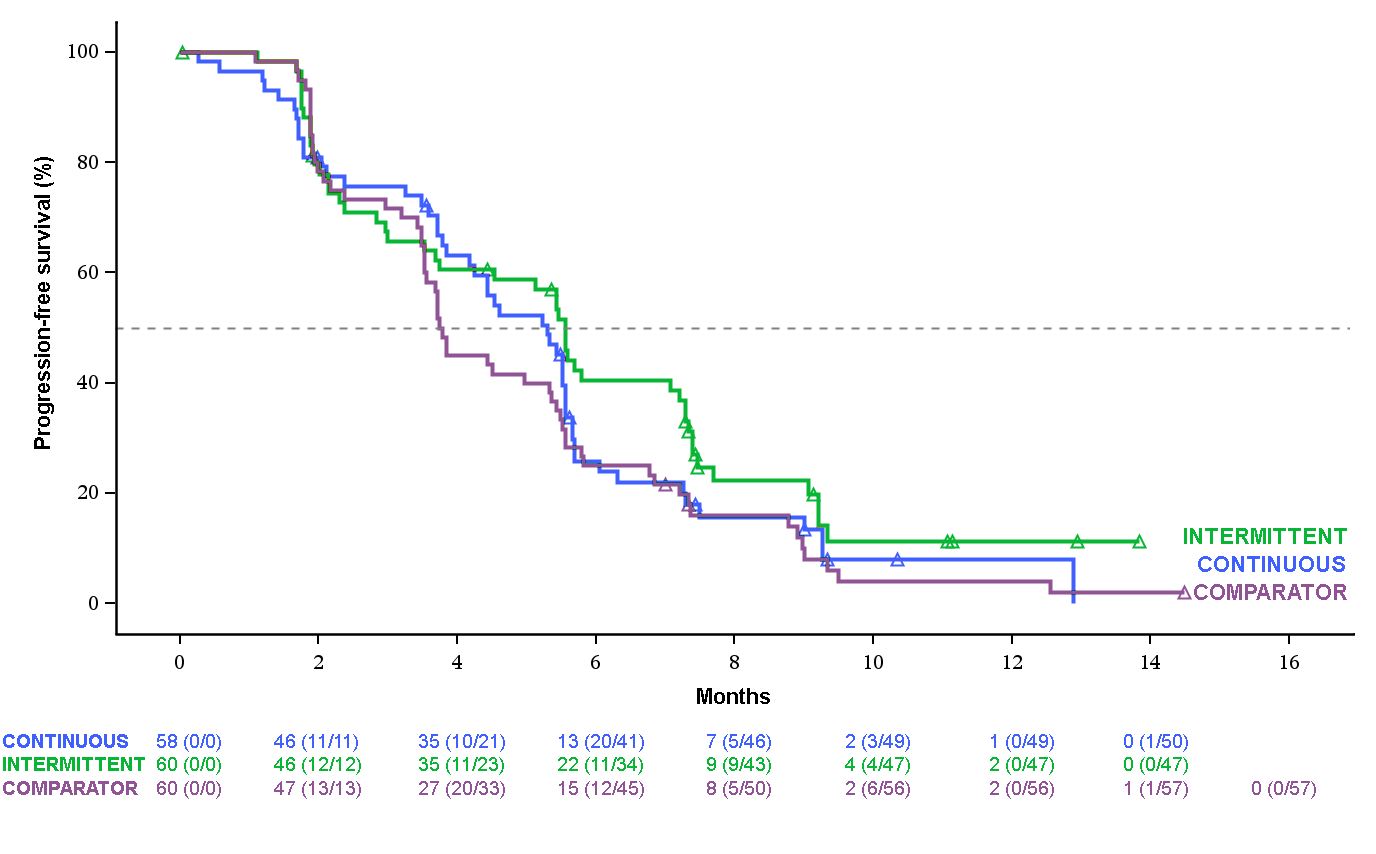 100
80
60
40
20
0
Progression-free survival (%)
INTERMITTENT
CONTINUOUS
COMPARATOR
0 2 4 6 8 10 12 14 16
Months
CONTINUOUS 58 (0/0) 46 (11/11) 35 (10/21) 13 (20/41) 7 (5/46) 2 (3/49) 1 (0/49) 0 (1/50)
INTERMITTENT 60 (0/0) 46 (12/12) 35 (11/23) 22 (11/34) 9 (9/43) 4 (4/47) 2 (0/47) 0 (0/47)
COMPARATOR 60 (0/0) 47 (13/13) 27 (20/33) 15 (12/45) 8 (5/50) 2 (6/56) 2 (0/56) 1 (1/57) 0 (0/57)